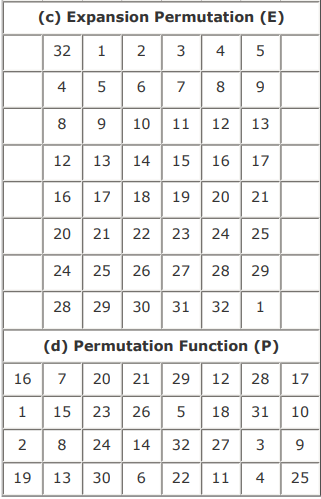 (c) Expansion Permutation (E)
32 1 2 3 4 5
4 5 6 7 8 9
8 9 10 11 12 13
12 13 14 15 16 17
16 17 18 19 20 21
20 21 22 23 24 25
24 25 26 27 28 29
28 29 30 31 32 1
(d) Permutation Function (P)
16 7 20 21 29 12 28 17
1 15 23 26 5 18 31 10
2 8 24 14 32 27 3 9
19 13 30 6 22 11 4 25